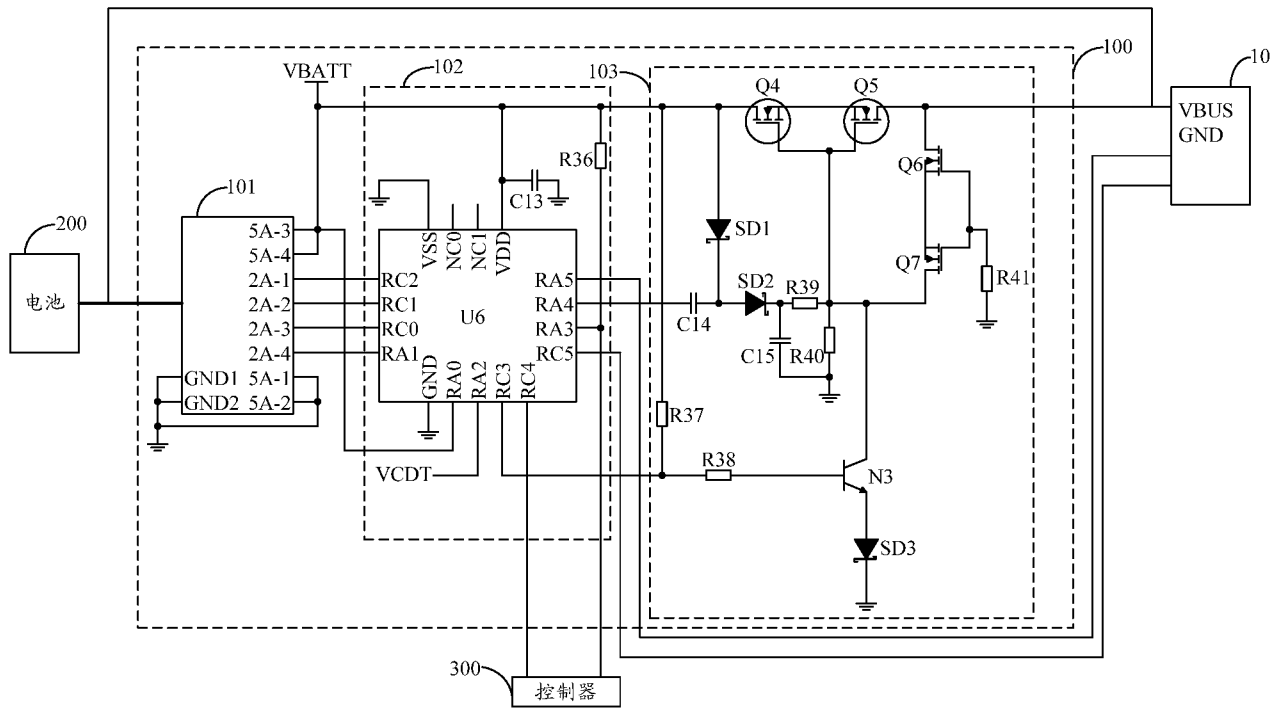 100
10
102
103
VBATT
Q4
Q5
VBUS
GND
R36
Q6
C13
101
200
5A-3
5A-4
2A-1
2A-2
2A-3
2A-4
5A-1
5A-2
GND1
GND2
电池
VSS
NC0
NC1
VDD
RC2
RC1
RC0
RA1
U6
RA5
RA4
RA3
RC5
GND
RA0
RA2
RC3
RC4
SD1
SD2
R39
Q7
R41
C14
C15
R40
R37
VCDT
R38
N3
SD3
300
控制器